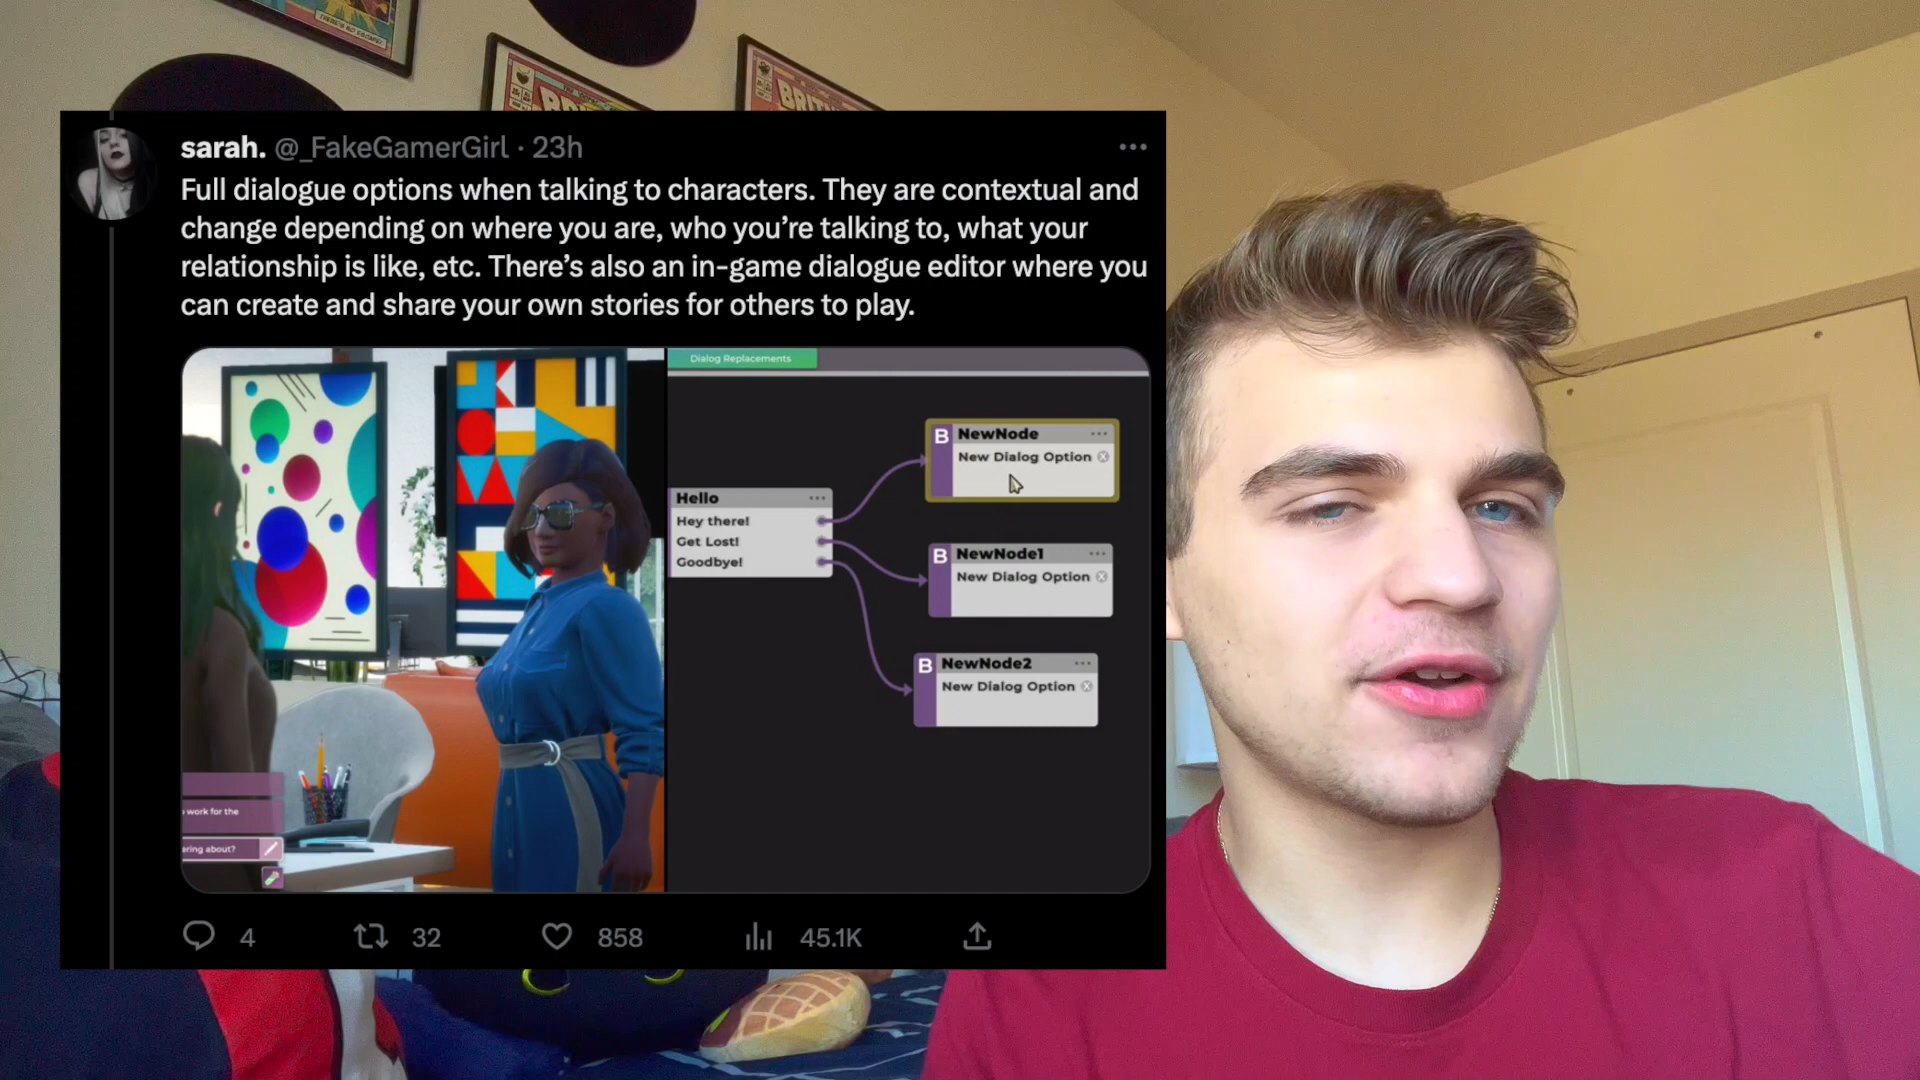 BRITN
sarah. @_FakeGamerGirl · 23h
Full dialogue options when talking to characters. They are contextual and
change depending on where you are, who you're talking to, what your
relationship is like, etc. There's also an in-game dialogue editor where you
can create and share your own stories for others to play.
Dialog Replacements
B NewNode
New Dialog Option
Hello
Hey there!
Get Lost!
Goodbye!
B NewNode1
New Dialog Option
B NewNode2
New Dialog Option
work for the
ering about?
4 32 858 45.1K